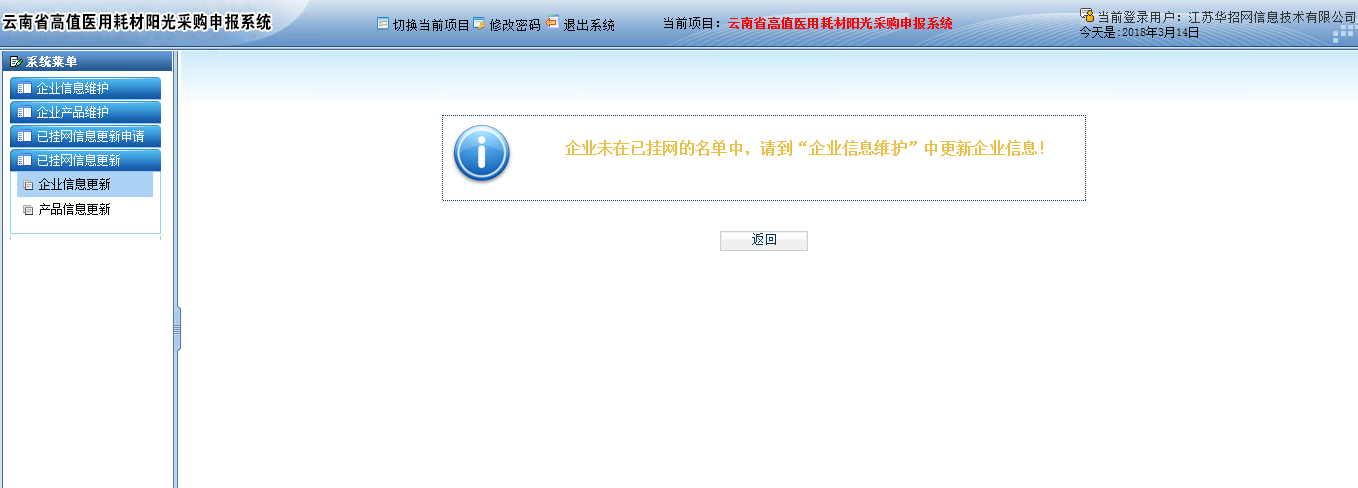 云南省高值医用耗材阳光采购申报系统
切换当前项目 修改密码 退出系统
当前项目：云南省高值医用耗材阳光采购申报系统
当前登录用户：江苏华招网信息技术有限公司
今天是:2018年3月14日
系统菜单
企业信息维护
企业产品维护
已挂网信息更新申请
已挂网信息更新
企业信息更新
产品信息更新
企业未在已挂网的名单中，请到“企业信息维护”中更新企业信息！
返回